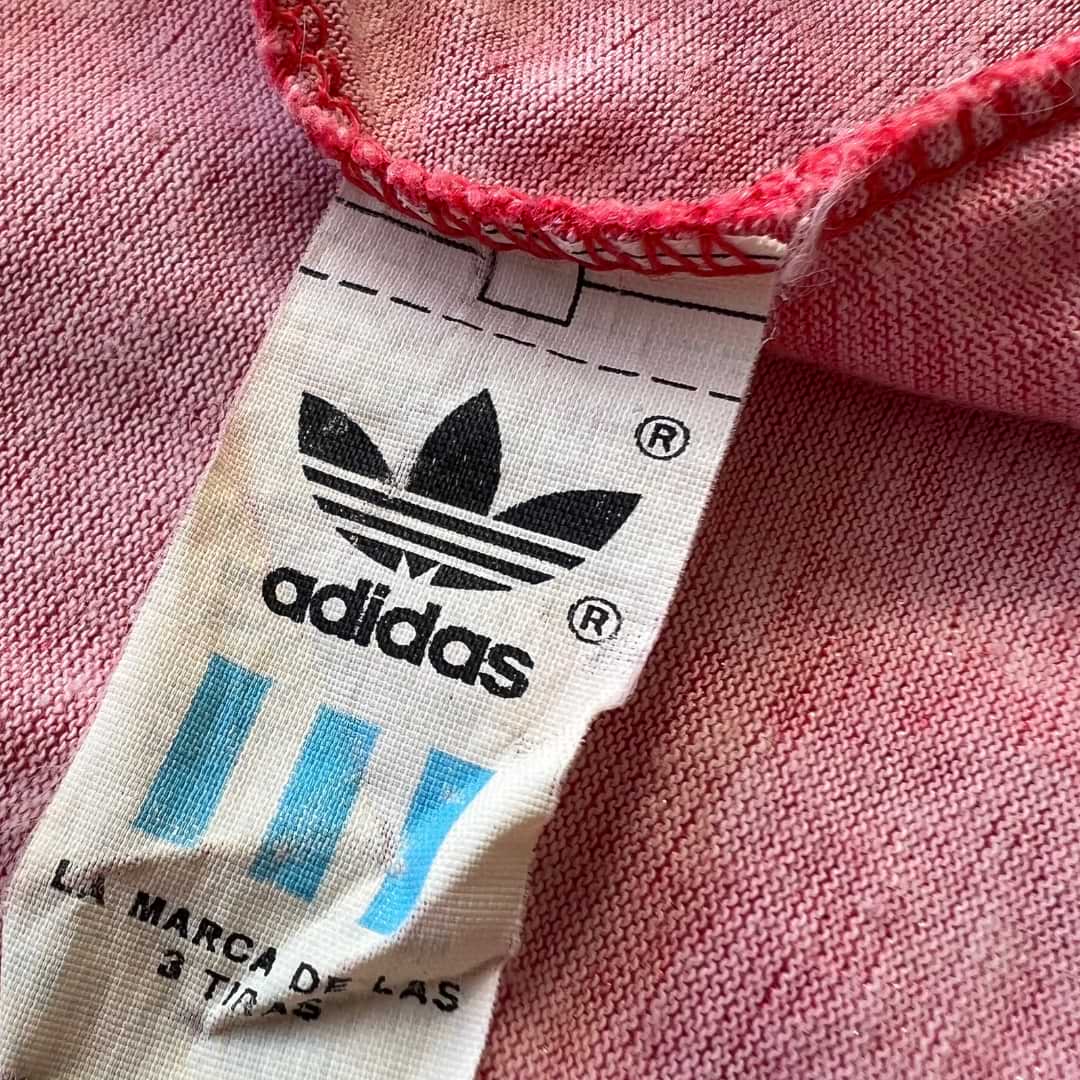 ®
adidas®
LA MARCA DE LAS
3 TIRAS